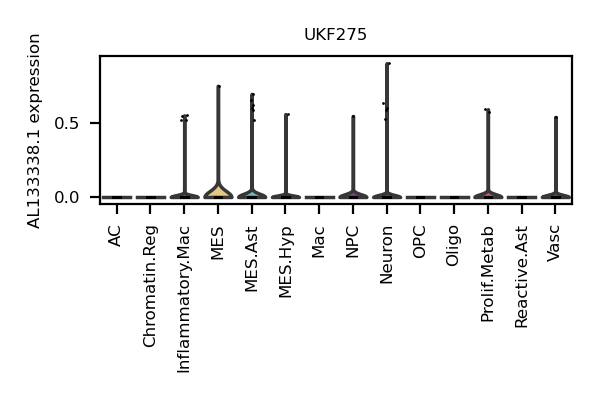 UKF275
AL133338.1 expression
0.5
0.0
AC
Chromatin.Reg
Inflammatory.Mac
MES
MES.Ast
MES.Hyp
Mac
NPC
Neuron
OPC
Oligo
Prolif.Metab
Reactive.Ast
Vasc